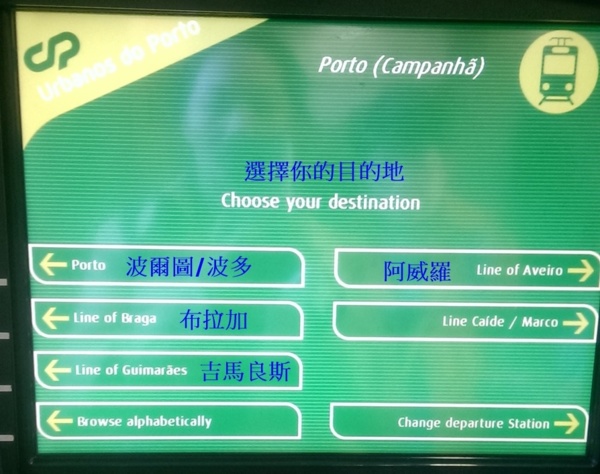 CP
Urbanos do Porto
Porto (Campanhã)
選擇你的目的地
Choose your destination
Porto 波爾圖/波多
阿威羅 Line of Aveiro
Line of Braga 布拉加
Line Caíde / Marco
Line of Guimarães 吉馬良斯
Browse alphabetically
Change departure Station